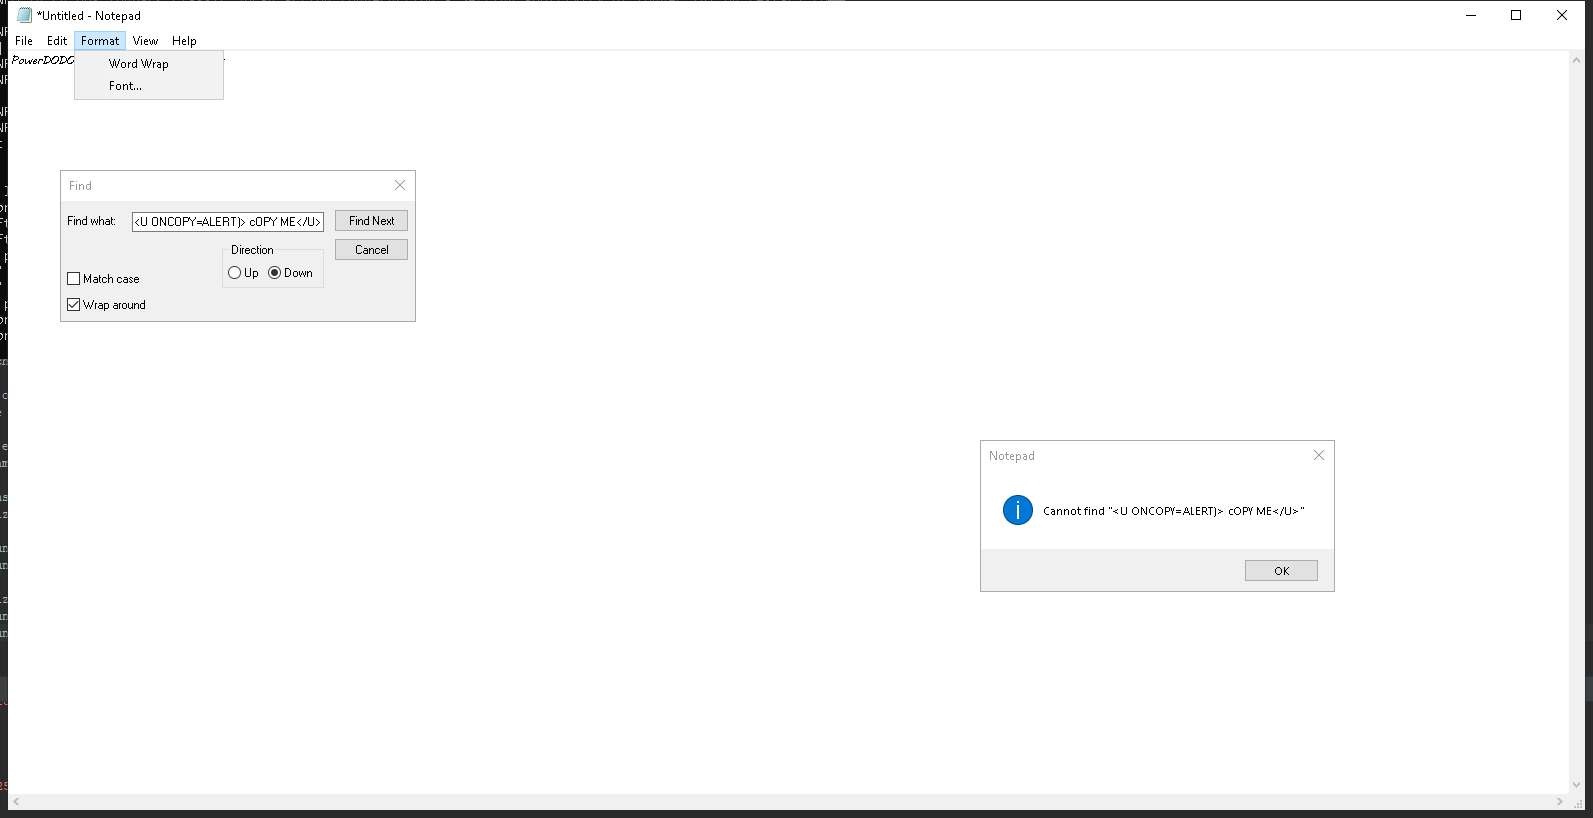 *Untitled - Notepad
File Edit Format View Help
PowerDODO
Word Wrap
Font...
Find
Find what: <U ONCOPY=ALERT)> cOPY ME</U> Find Next
Direction Cancel
Up Down
Match case
Wrap around
Notepad
Cannot find "<U ONCOPY=ALERT)> cOPY ME</U>"
OK